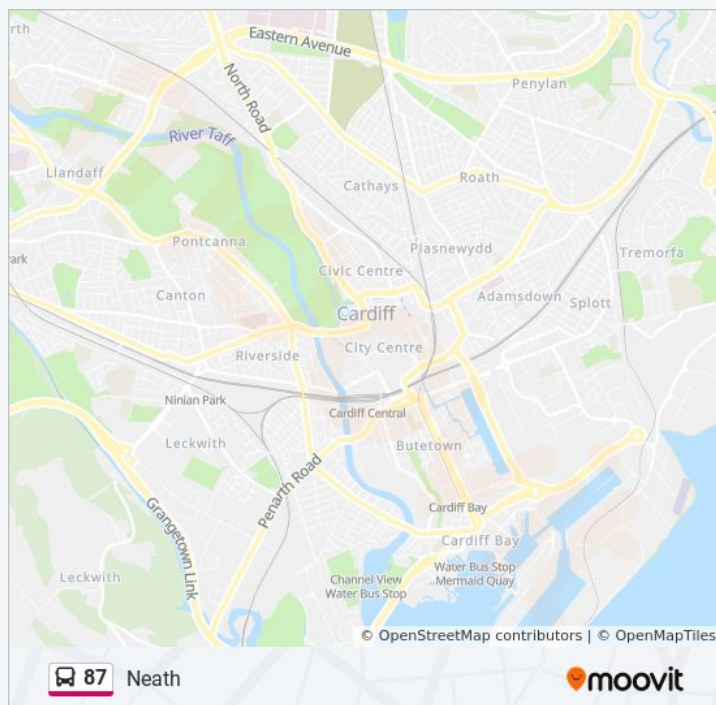 rth
Eastern Avenue
Penylan
North Road
River Taff
Llandaff
Cathays
Roath
Pontcanna
Plasnewydd
Tremorfa
ark
Civic Centre
Canton
Adamsdown
Splott
Cardiff
City Centre
Riverside
Ninian Park
Cardiff Central
Leckwith
Butetown
Penarth Road
Grangetown Link
Cardiff Bay
Cardiff Bay
Leckwith
Channel View
Water Bus Stop
Water Bus Stop
Mermaid Quay
© OpenStreetMap contributors | © OpenMapTiles
87 Neath
moovit